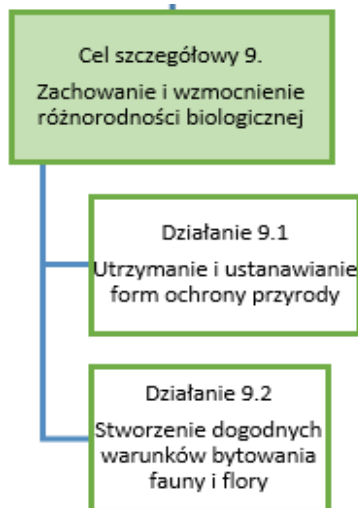 Cel szczegółowy 9.
Zachowanie i wzmocnienie
różnorodności biologicznej
Działanie 9.1
Utrzymanie i ustanawianie
form ochrony przyrody
Działanie 9.2
Stworzenie dogodnych
warunków bytowania
fauny i flory